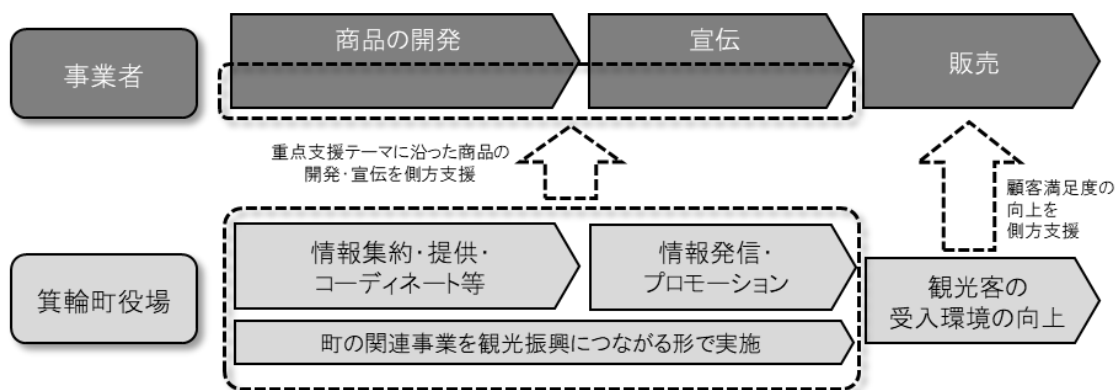 事業者
商品の開発
宣伝
販売
重点支援テーマに沿った商品の
開発・宣伝を側方支援
顧客満足度の
向上を
側方支援
箕輪町役場
情報集約・提供・
コーディネート等
情報発信・
プロモーション
観光客の
受入環境の向上
町の関連事業を観光振興につながる形で実施